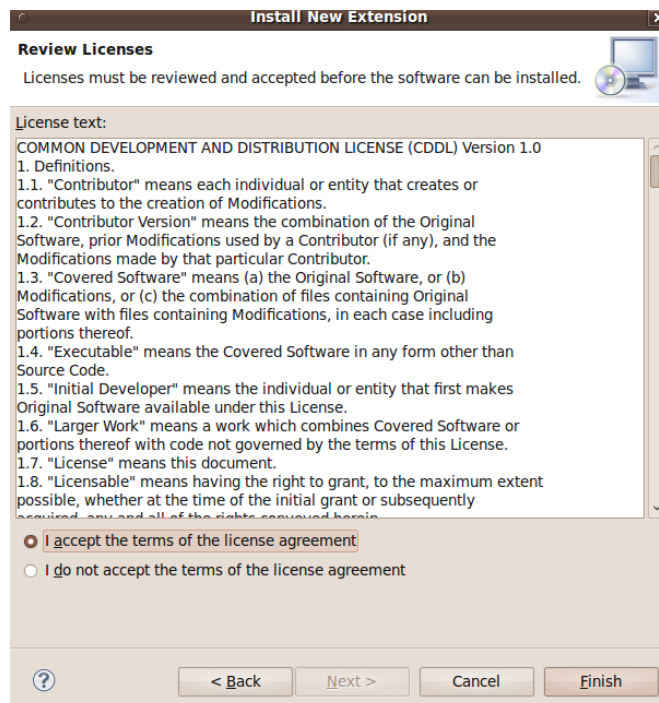 Install New Extension
Review Licenses
Licenses must be reviewed and accepted before the software can be installed.
License text:
COMMON DEVELOPMENT AND DISTRIBUTION LICENSE (CDDL) Version 1.0
1. Definitions.
1.1. "Contributor" means each individual or entity that creates or
contributes to the creation of Modifications.
1.2. "Contributor Version" means the combination of the Original
Software, prior Modifications used by a Contributor (if any), and the
Modifications made by that particular Contributor.
1.3. "Covered Software" means (a) the Original Software, or (b)
Modifications, or (c) the combination of files containing Original
Software with files containing Modifications, in each case including
portions thereof.
1.4. "Executable" means the Covered Software in any form other than
Source Code.
1.5. "Initial Developer" means the individual or entity that first makes
Original Software available under this License.
1.6. "Larger Work" means a work which combines Covered Software or
portions thereof with code not governed by the terms of this License.
1.7. "License" means this document.
1.8. "Licensable" means having the right to grant, to the maximum extent
possible, whether at the time of the initial grant or subsequently
acquired, any and all of the rights conveyed herein.
I accept the terms of the license agreement
I do not accept the terms of the license agreement
? < Back Next > Cancel Finish